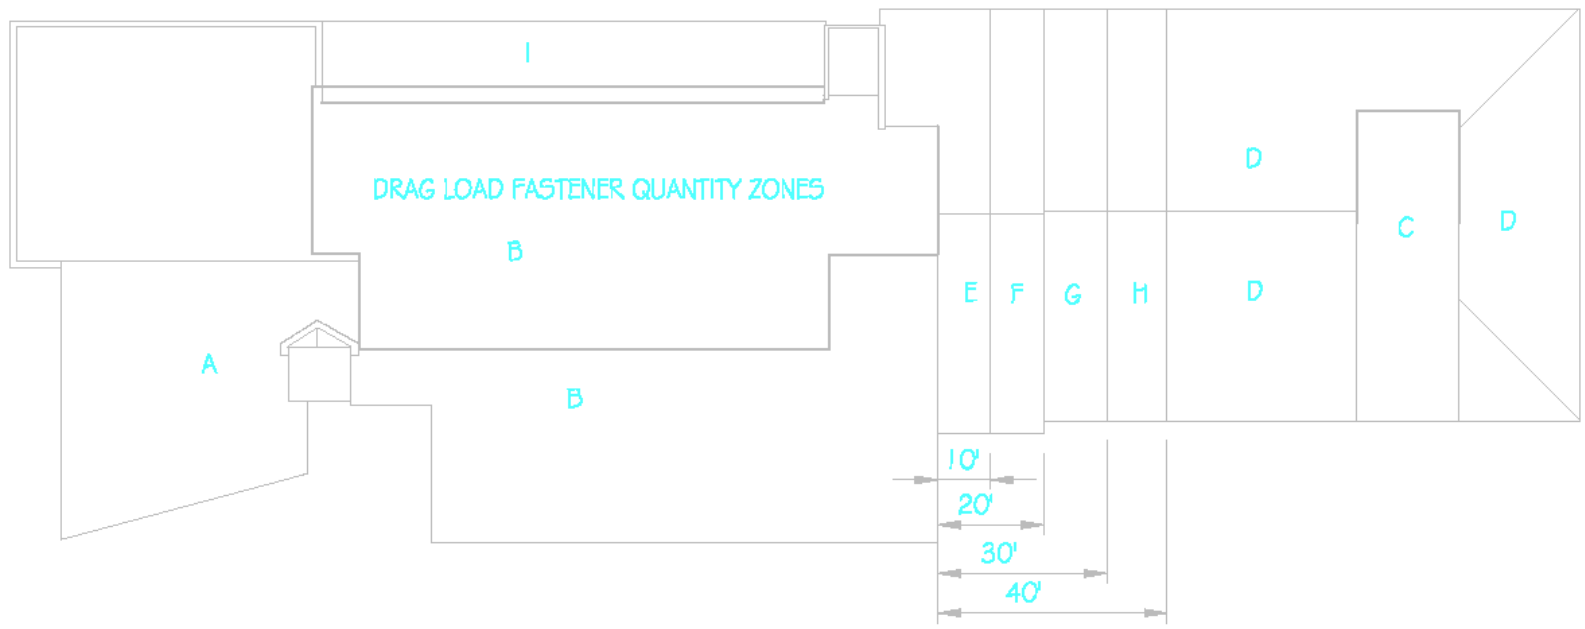 I
D
DRAG LOAD FASTENER QUANTITY ZONES
C
D
B
E
F
G
H
D
A
B
10'
20'
30'
40'